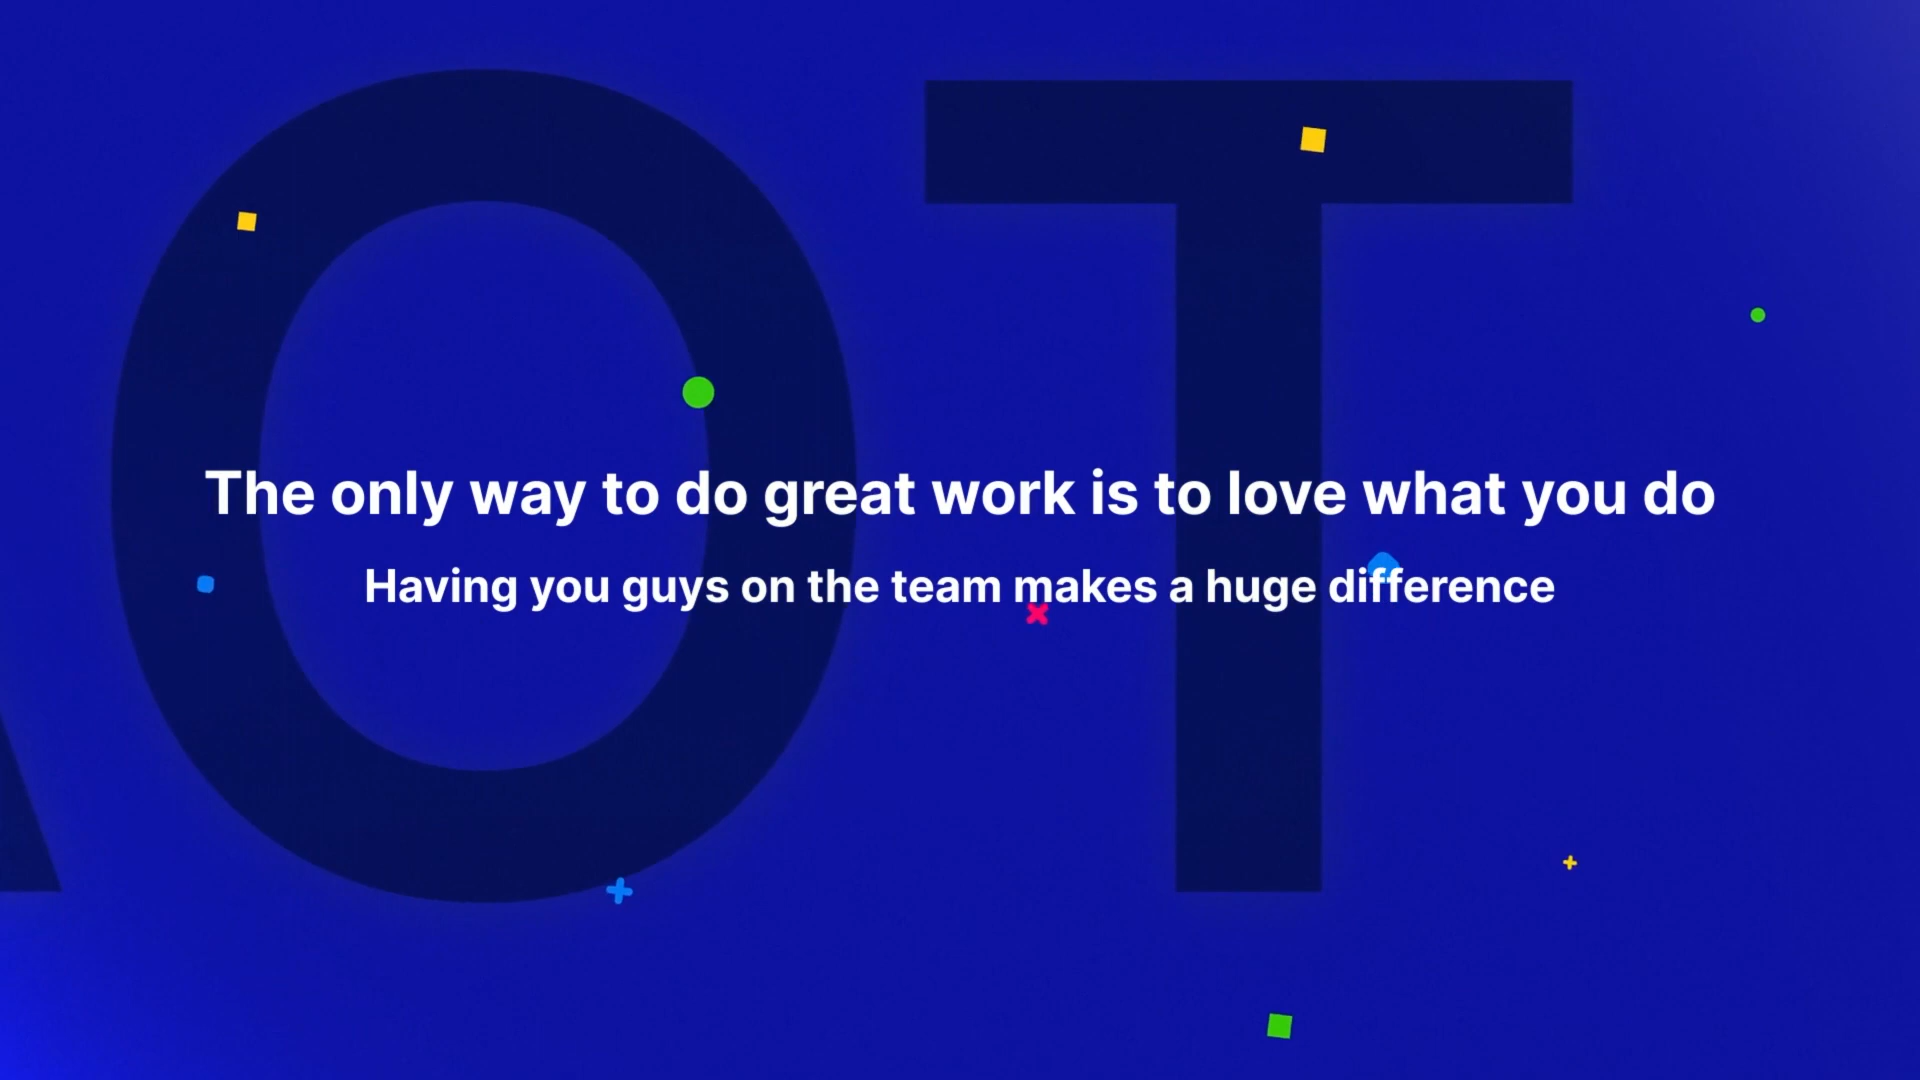 OT
The only way to do great work is to love what you do
Having you guys on the team makes a huge difference